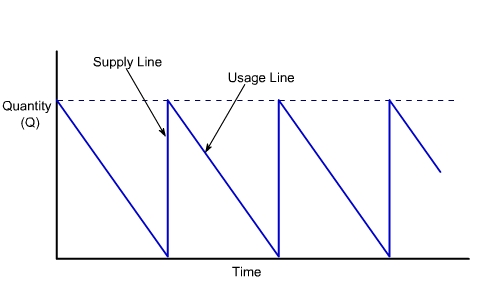 Supply Line
Usage Line
Quantity
(Q)
Time